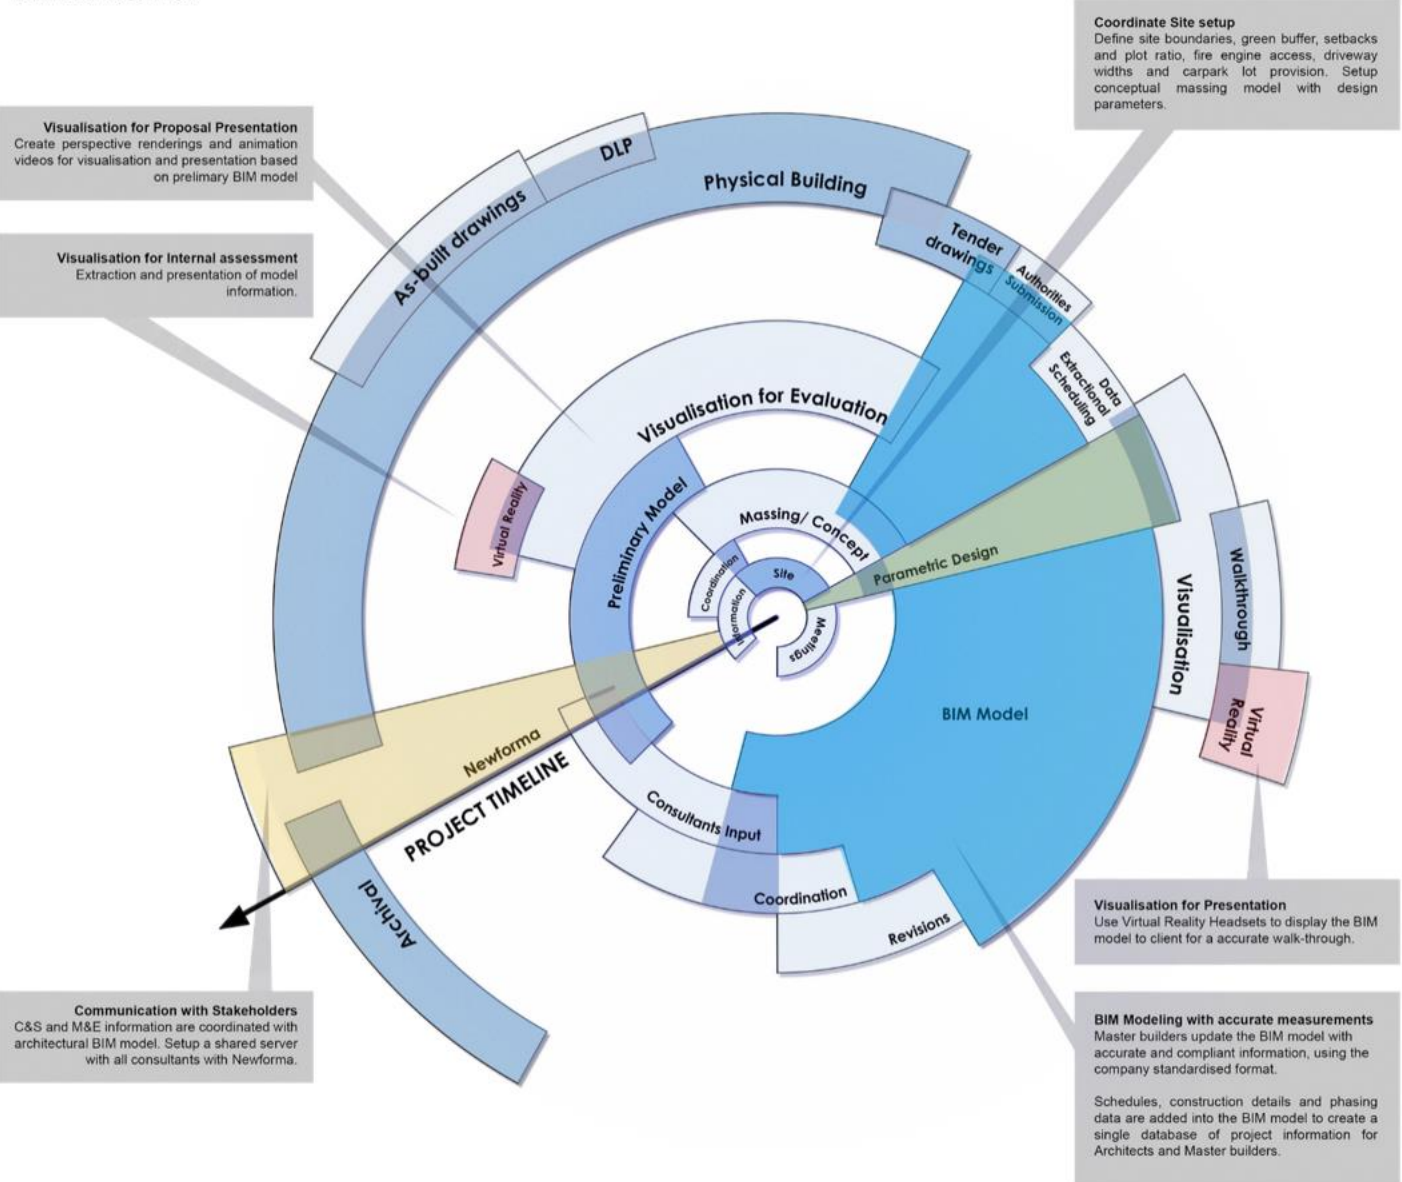 Coordinate Site setup
Define site boundaries, green buffer, setbacks
and plot ratio, fire engine access, driveway
widths and carpark lot provision. Setup
conceptual massing model with design
parameters.
Visualisation for Proposal Presentation
Create perspective renderings and animation
videos for visualisation and presentation based
on prelimary BIM model
Visualisation for Internal assessment
Extraction and presentation of model
information.
DLP
As-built drawings
Physical Building
Tender
drawings
Authorities
Submission
Data
Extractional
Scheduling
Visualisation for Evaluation
Virtual Reality
Preliminary Model
Massing/ Concept
Coordination
Site
Information
Meetings
Parametric Design
Walkthrough
Visualisation
Virtual
Reality
BIM Model
Newforma
PROJECT TIMELINE
Consultants Input
Coordination
Revisions
Archival
Visualisation for Presentation
Use Virtual Reality Headsets to display the BIM
model to client for a accurate walk-through.
Communication with Stakeholders
C&S and M&E information are coordinated with
architectural BIM model. Setup a shared server
with all consultants with Newforma.
BIM Modeling with accurate measurements
Master builders update the BIM model with
accurate and compliant information, using the
company standardised format.
Schedules, construction details and phasing
data are added into the BIM model to create a
single database of project information for
Architects and Master builders.